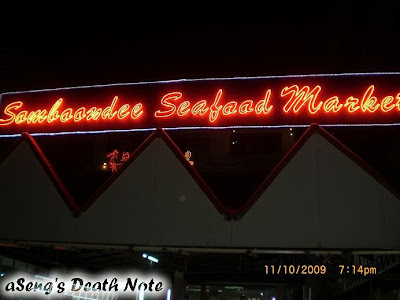 Somboondee Seafood Market
11/10/2009 7:14pm
aSeng's Death Note